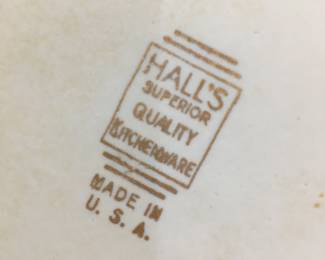 HALL'S
SUPERIOR
QUALITY
KITCHENWARE
MADE IN
U. S. A.